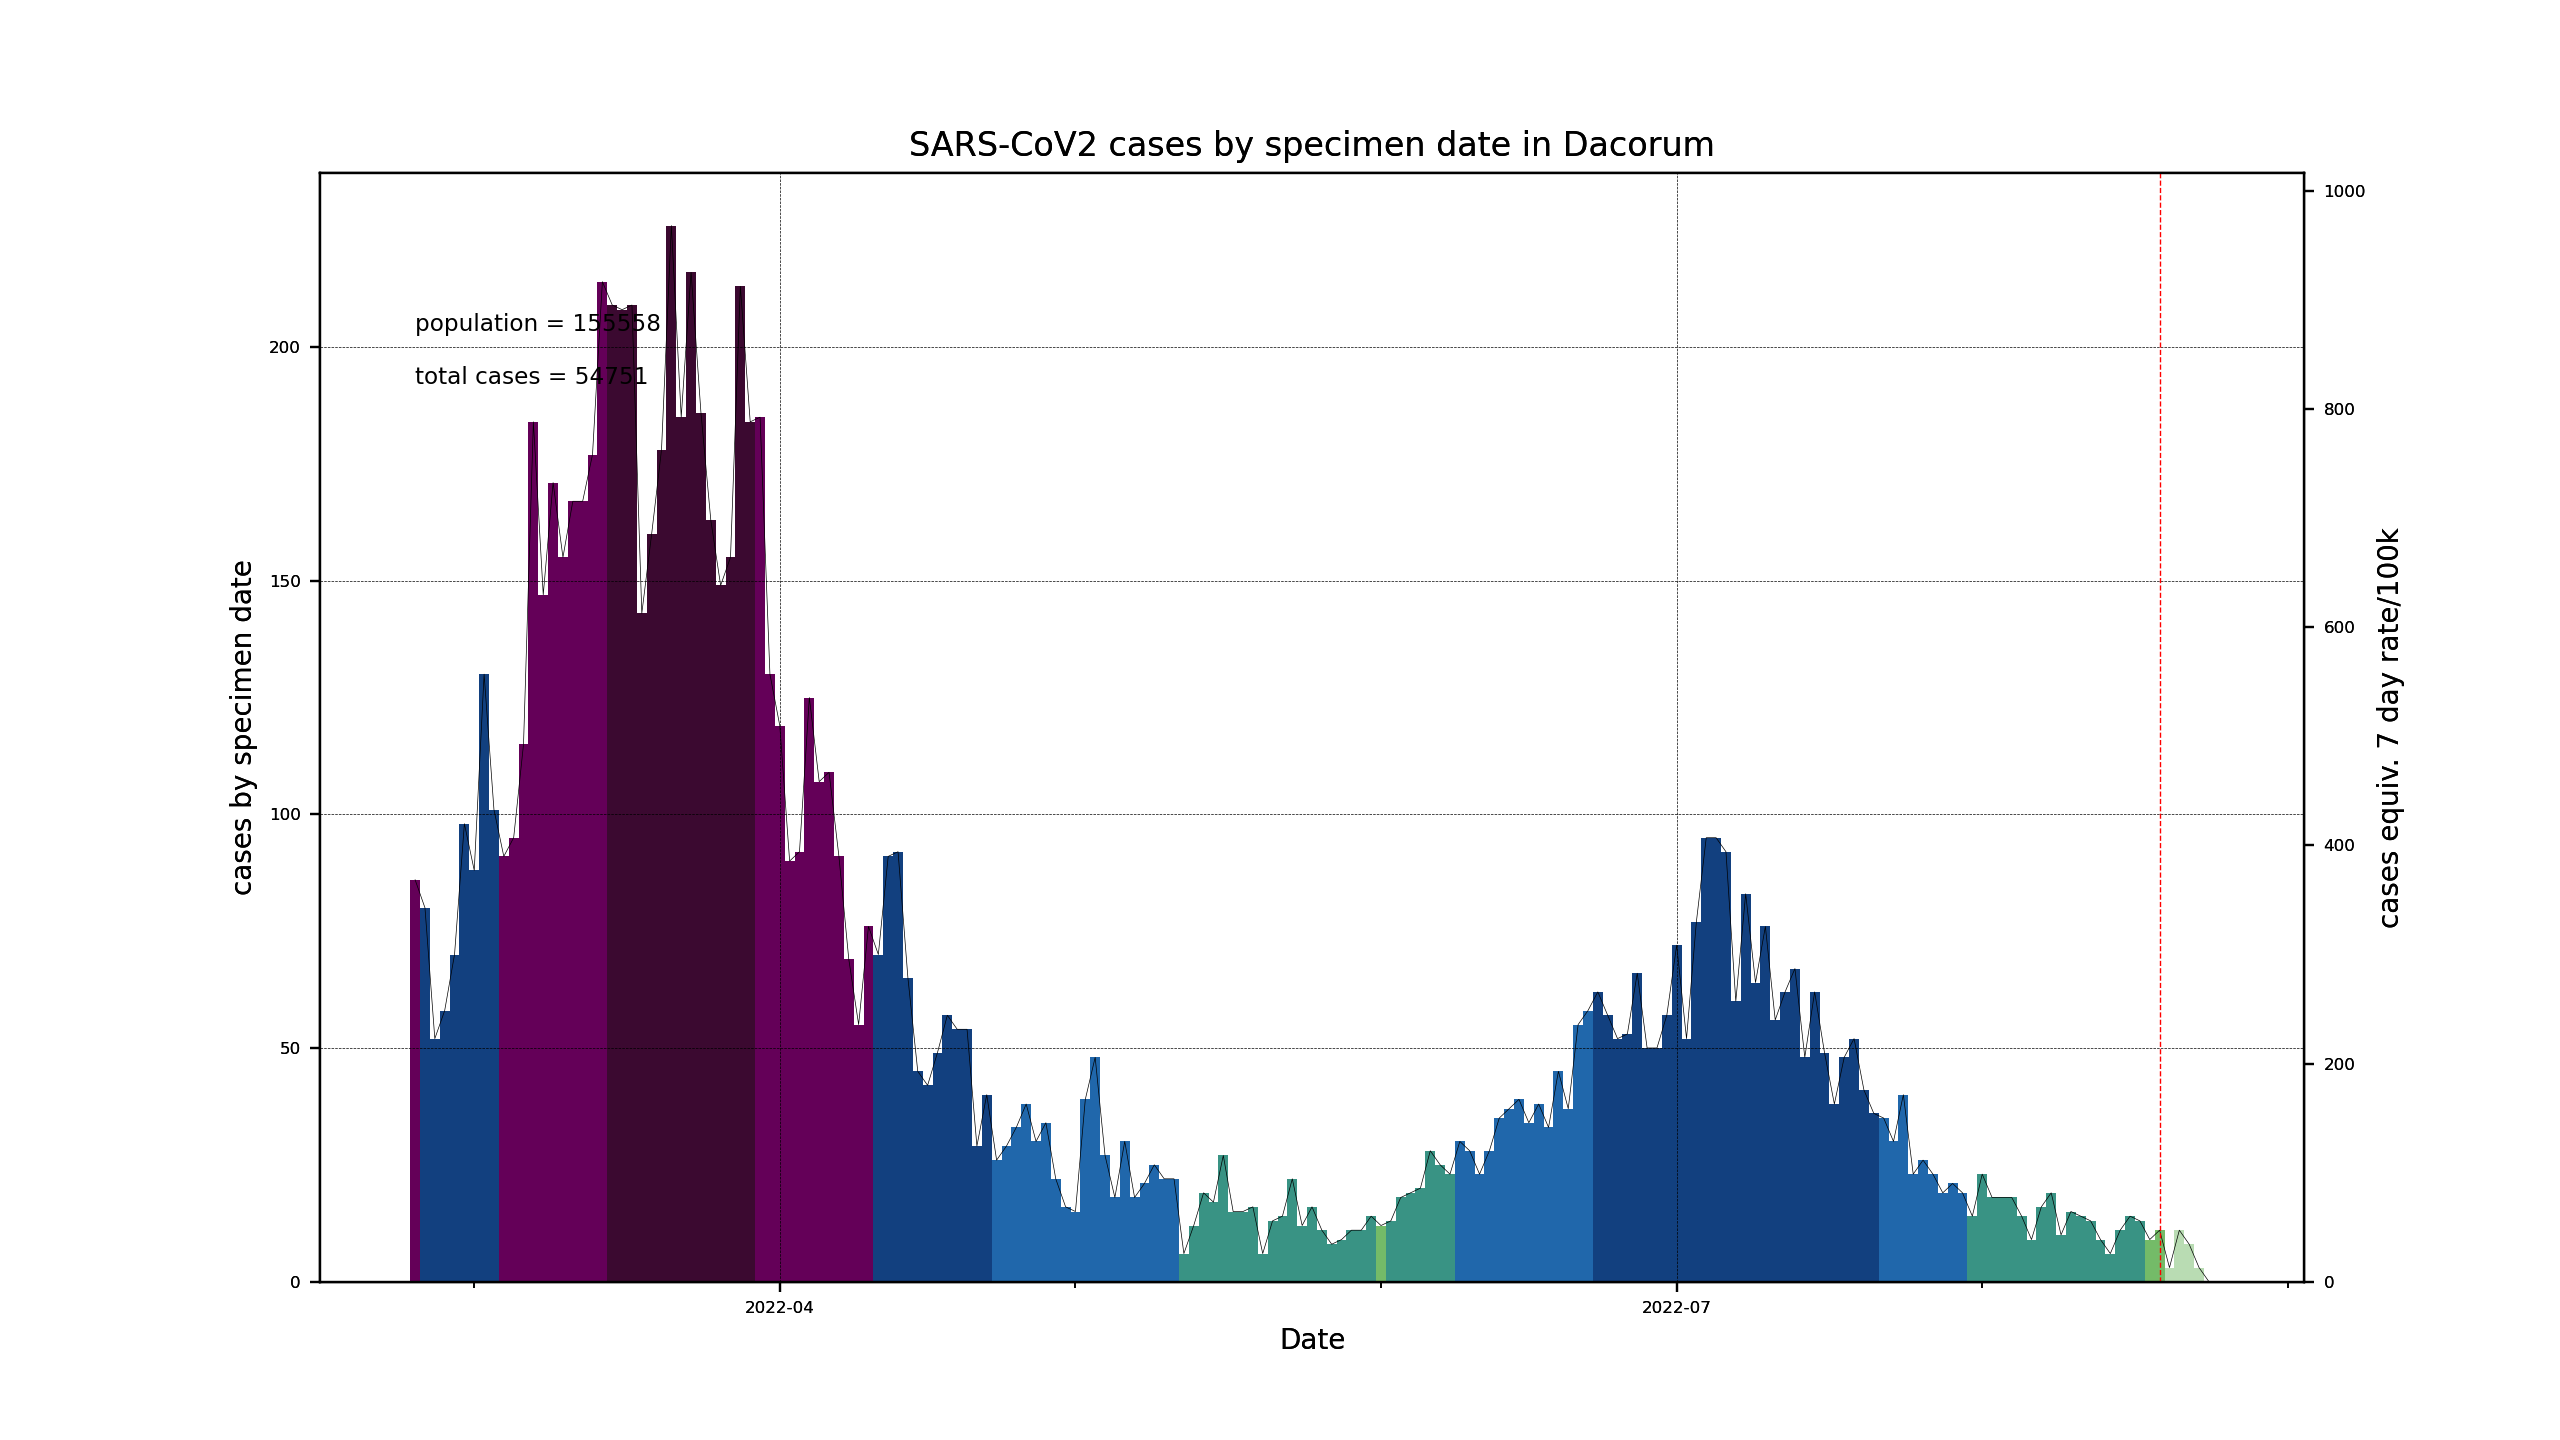 SARS-CoV2 cases by specimen date in Dacorum
population = 155558
total cases = 54751
cases by specimen date
200
150
100
50
0
1000
800
600
400
200
0
cases equiv. 7 day rate/100k
2022-04
2022-07
Date